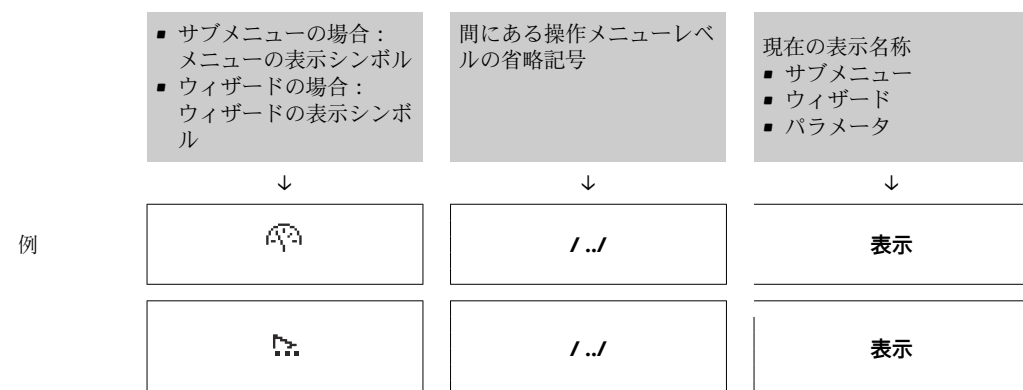 ▪ サブメニューの場合：
メニューの表示シンボル
▪ ウィザードの場合：
ウィザードの表示シンボ
ル
間にある操作メニューレベ
ルの省略記号
現在の表示名称
▪ サブメニュー
▪ ウィザード
▪ パラメータ
↓ ↓ ↓
例 / ../ 表示
/ ../ 表示